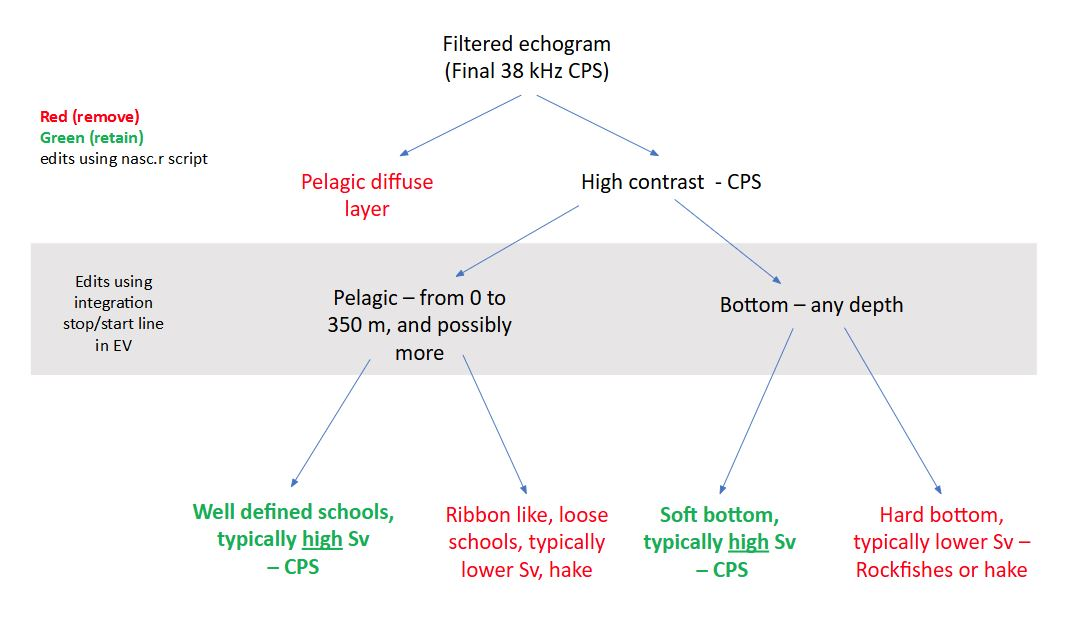 Filtered echogram
(Final 38 kHz CPS)
Red (remove)
Green (retain)
edits using nasc.r script
Pelagic diffuse
layer
High contrast  - CPS
Edits using
integration
stop/start line
in EV
Pelagic – from 0 to
350 m, and possibly
more
Bottom – any depth
Well defined schools,
typically high Sv
– CPS
Ribbon like, loose
schools, typically
lower Sv, hake
Soft bottom,
typically high Sv
– CPS
Hard bottom,
typically lower Sv –
Rockfishes or hake